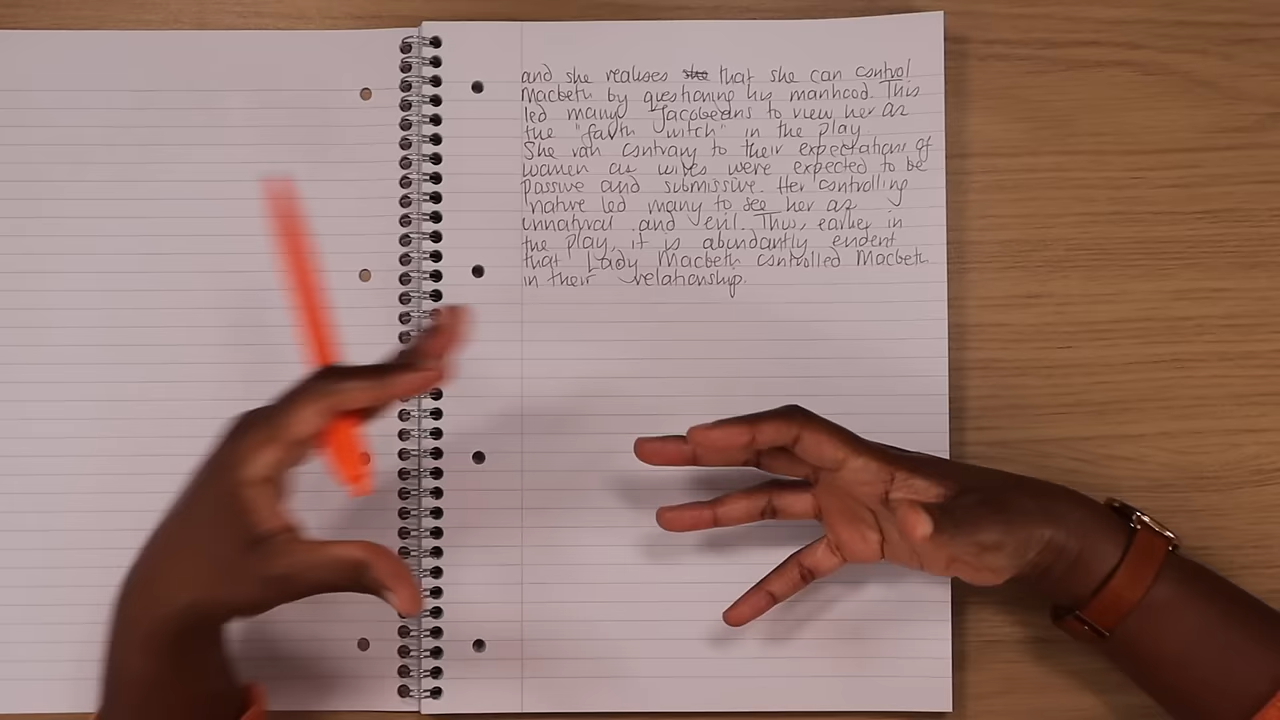 and she realises she that she can control
Macbeth by questioning his manhood. This
led many Jacobeans to view her as
the "fourth witch" in the play.
She ran contrary to their expectations of
women as wives were expected to be
passive and submissive. Her controlling
nature led many to see her as
unnatural and evil. Thus, earlier in
the play, it is abundantly evident
that Lady Macbeth controlled Macbeth
in their relationship.